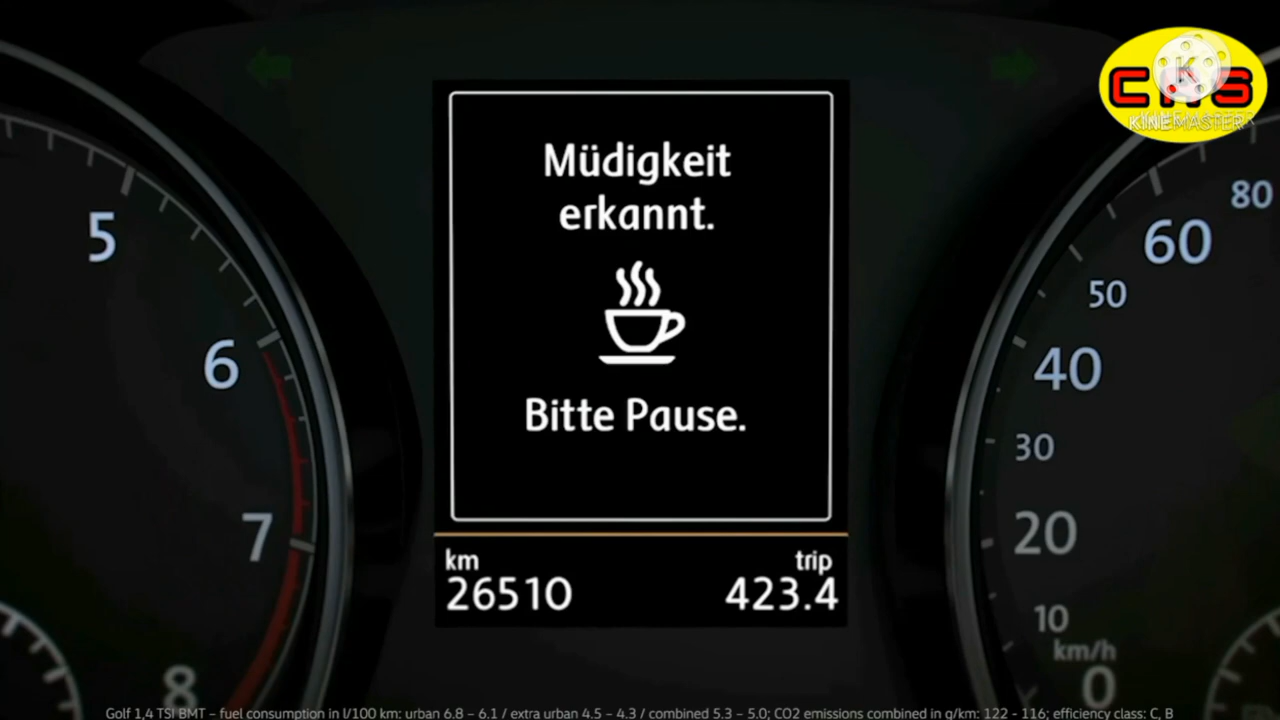 CNS
KINEMASTER
Müdigkeit
erkannt.
Bitte Pause.
km trip
26510 423.4
5
6
7
8
80
60
50
40
30
20
10
km/h
0
Golf 1,4 TSI BMT – fuel consumption in l/100 km: urban 6.8 – 6.1 / extra urban 4.5 – 4.3 / combined 5.3 – 5.0; CO2 emissions combined in g/km: 122 - 116; efficiency class: C, B